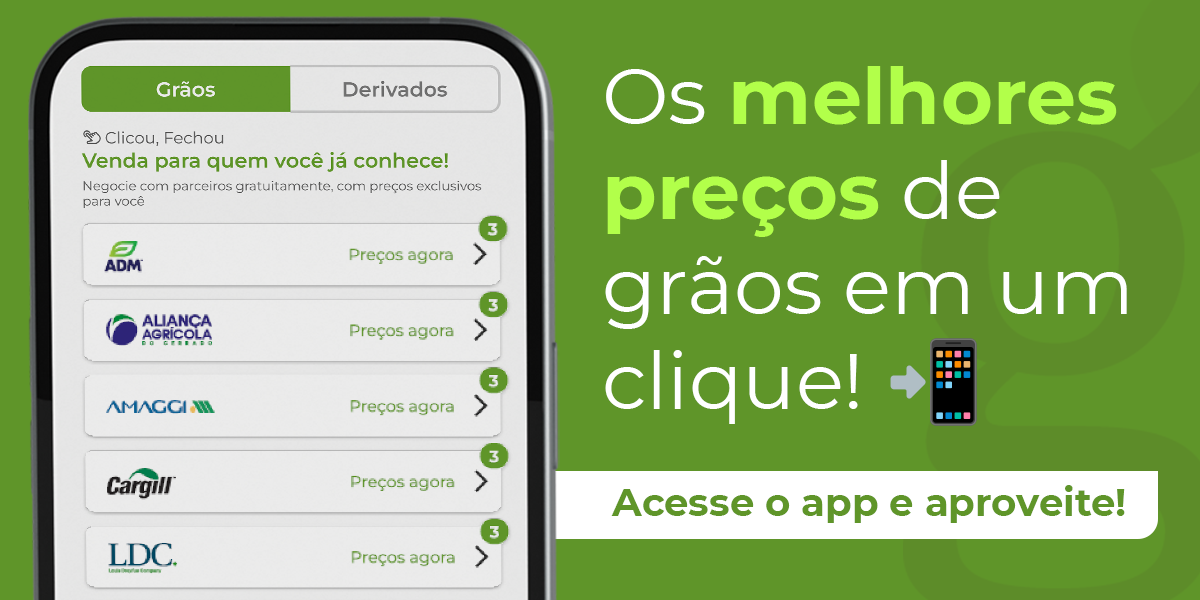 Grãos
Derivados
Clicou, Fechou
Venda para quem você já conhece!
Negocie com parceiros gratuitamente, com preços exclusivos
para você
3
ADM
Preços agora
3
ALIANÇA
AGRÍCOLA
DO CERRADO
Preços agora
3
AMAGGI
Preços agora
3
Cargill
Preços agora
3
LDC.
Louis Dreyfus Company
Preços agora
Os melhores
preços de
grãos em um
clique!
Acesse o app e aproveite!